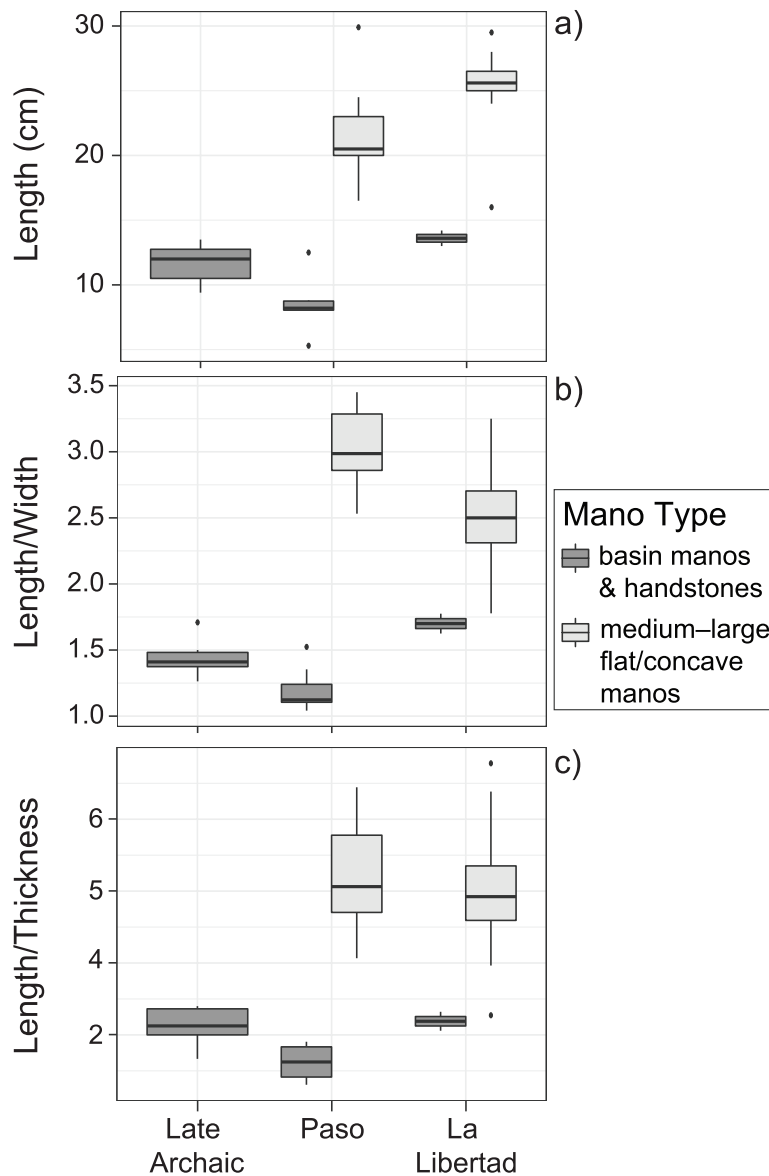 a)
Length (cm)
30
20
10
b)
Length/Width
3.5
3.0
2.5
2.0
1.5
1.0
Mano Type
basin manos
& handstones
medium–large
flat/concave
manos
c)
Length/Thickness
6
5
4
2
Late
Archaic
Paso
La
Libertad